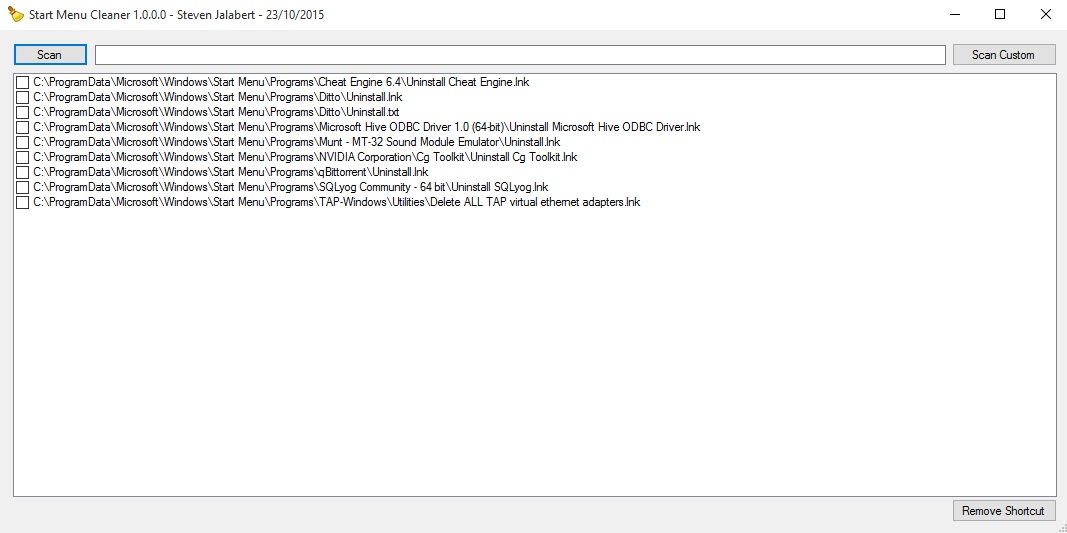 Start Menu Cleaner 1.0.0.0 - Steven Jalabert - 23/10/2015
Scan
Scan Custom
C:\ProgramData\Microsoft\Windows\Start Menu\Programs\Cheat Engine 6.4\Uninstall Cheat Engine.lnk
C:\ProgramData\Microsoft\Windows\Start Menu\Programs\Ditto\Uninstall.lnk
C:\ProgramData\Microsoft\Windows\Start Menu\Programs\Ditto\Uninstall.txt
C:\ProgramData\Microsoft\Windows\Start Menu\Programs\Microsoft Hive ODBC Driver 1.0 (64-bit)\Uninstall Microsoft Hive ODBC Driver.lnk
C:\ProgramData\Microsoft\Windows\Start Menu\Programs\Munt - MT-32 Sound Module Emulator\Uninstall.lnk
C:\ProgramData\Microsoft\Windows\Start Menu\Programs\NVIDIA Corporation\Cg Toolkit\Uninstall Cg Toolkit.lnk
C:\ProgramData\Microsoft\Windows\Start Menu\Programs\qBittorrent\Uninstall.lnk
C:\ProgramData\Microsoft\Windows\Start Menu\Programs\SQLyog Community - 64 bit\Uninstall SQLyog.lnk
C:\ProgramData\Microsoft\Windows\Start Menu\Programs\TAP-Windows\Utilities\Delete ALL TAP virtual ethernet adapters.lnk
Remove Shortcut